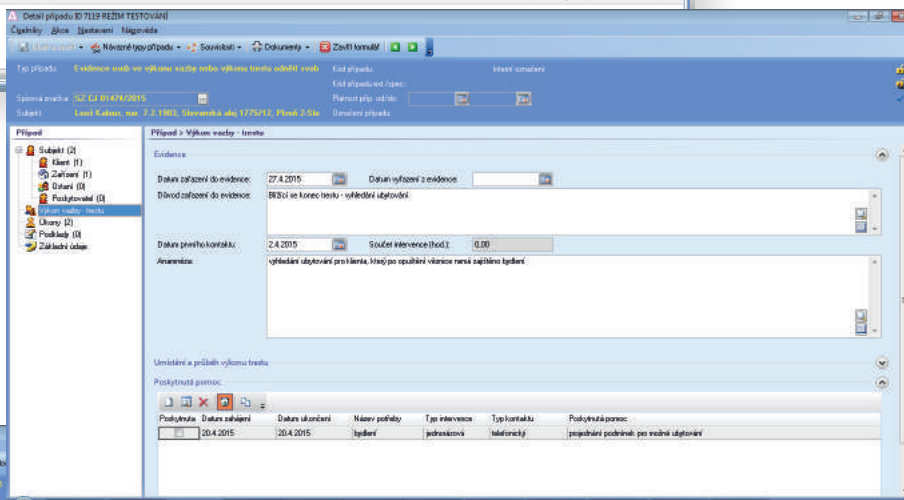 Detail případu ID 7119 REŽIM TESTOVÁNÍ
Číselníky Akce Nastavení Nápověda
Návazné typy případu Souvislosti Dokumenty Zavřít formulář
Typ případu: Evidence osob ve výkonu vazby nebo výkonu trestu odnětí svob Kód případu: Interní označení
Kód případu ed./spec:
Spisová značka: SZ CJ 01474/2015 Platnost příp. od/do:
Subjekt: nar. 7.2.1983, Slovanská alej 1775/12, Plzeň 2-Slo Označení případu:
Případ
Subjekt (2)
Klient (1)
Zařízení (1)
Ostatní (0)
Poskytovatel (0)
Výkon vazby - trestu
Úkony (2)
Podklady (0)
Základní údaje
Případ > Výkon vazby - trestu
Evidence
Datum zařazení do evidence: 27.4.2015 Datum vyřazení z evidence:
Důvod zařazení do evidence: Blížící se konec trestu - vyhledání ubytování
Datum prvního kontaktu: 2.4.2015 Součet intervence (hod.): 0,00
Anamnéza: vyhledání ubytování pro klienta, který po opuštění věznice nemá zajištěno bydlení
Umístění a průběh výkonu trestu
Poskytnutá pomoc
Poskytnuta Datum zahájení Datum ukončení Název potřeby Typ intervence Typ kontaktu Poskytnutá pomoc
20.4.2015 20.4.2015 bydlení jednorázová telefonický projednání podmínek pro možné ubytování